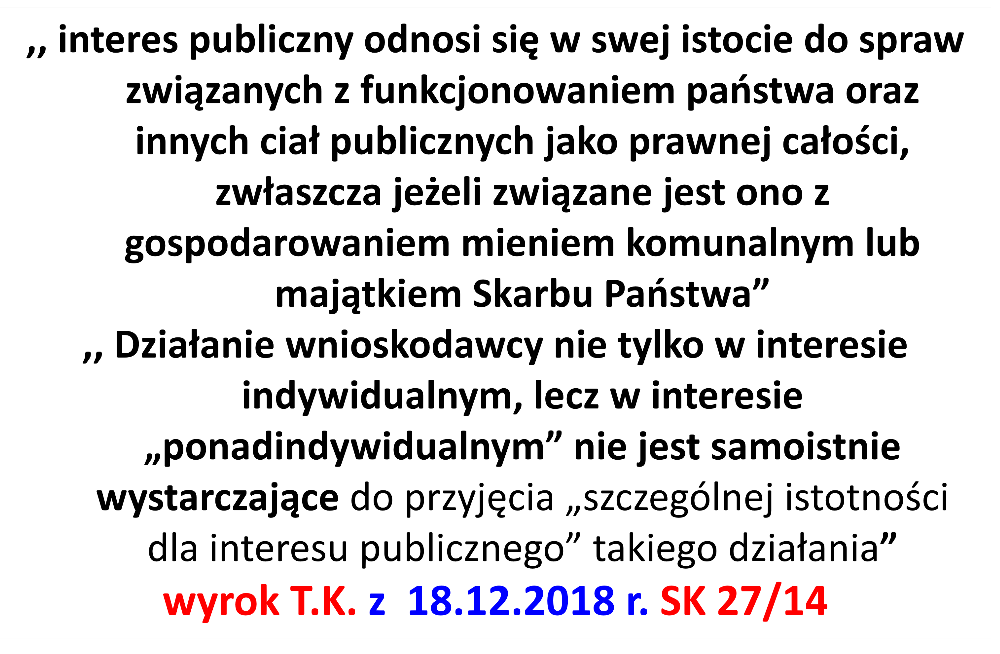 ,, interes publiczny odnosi się w swej istocie do spraw
związanych z funkcjonowaniem państwa oraz
innych ciał publicznych jako prawnej całości,
zwłaszcza jeżeli związane jest ono z
gospodarowaniem mieniem komunalnym lub
majątkiem Skarbu Państwa”
,, Działanie wnioskodawcy nie tylko w interesie
indywidualnym, lecz w interesie
„ponadindywidualnym” nie jest samoistnie
wystarczające do przyjęcia „szczególnej istotności
dla interesu publicznego” takiego działania”
wyrok T.K. z  18.12.2018 r. SK 27/14